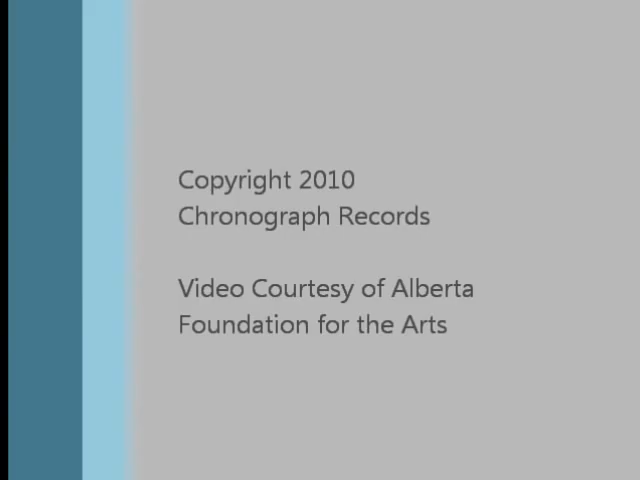 Copyright 2010
Chronograph Records
Video Courtesy of Alberta
Foundation for the Arts